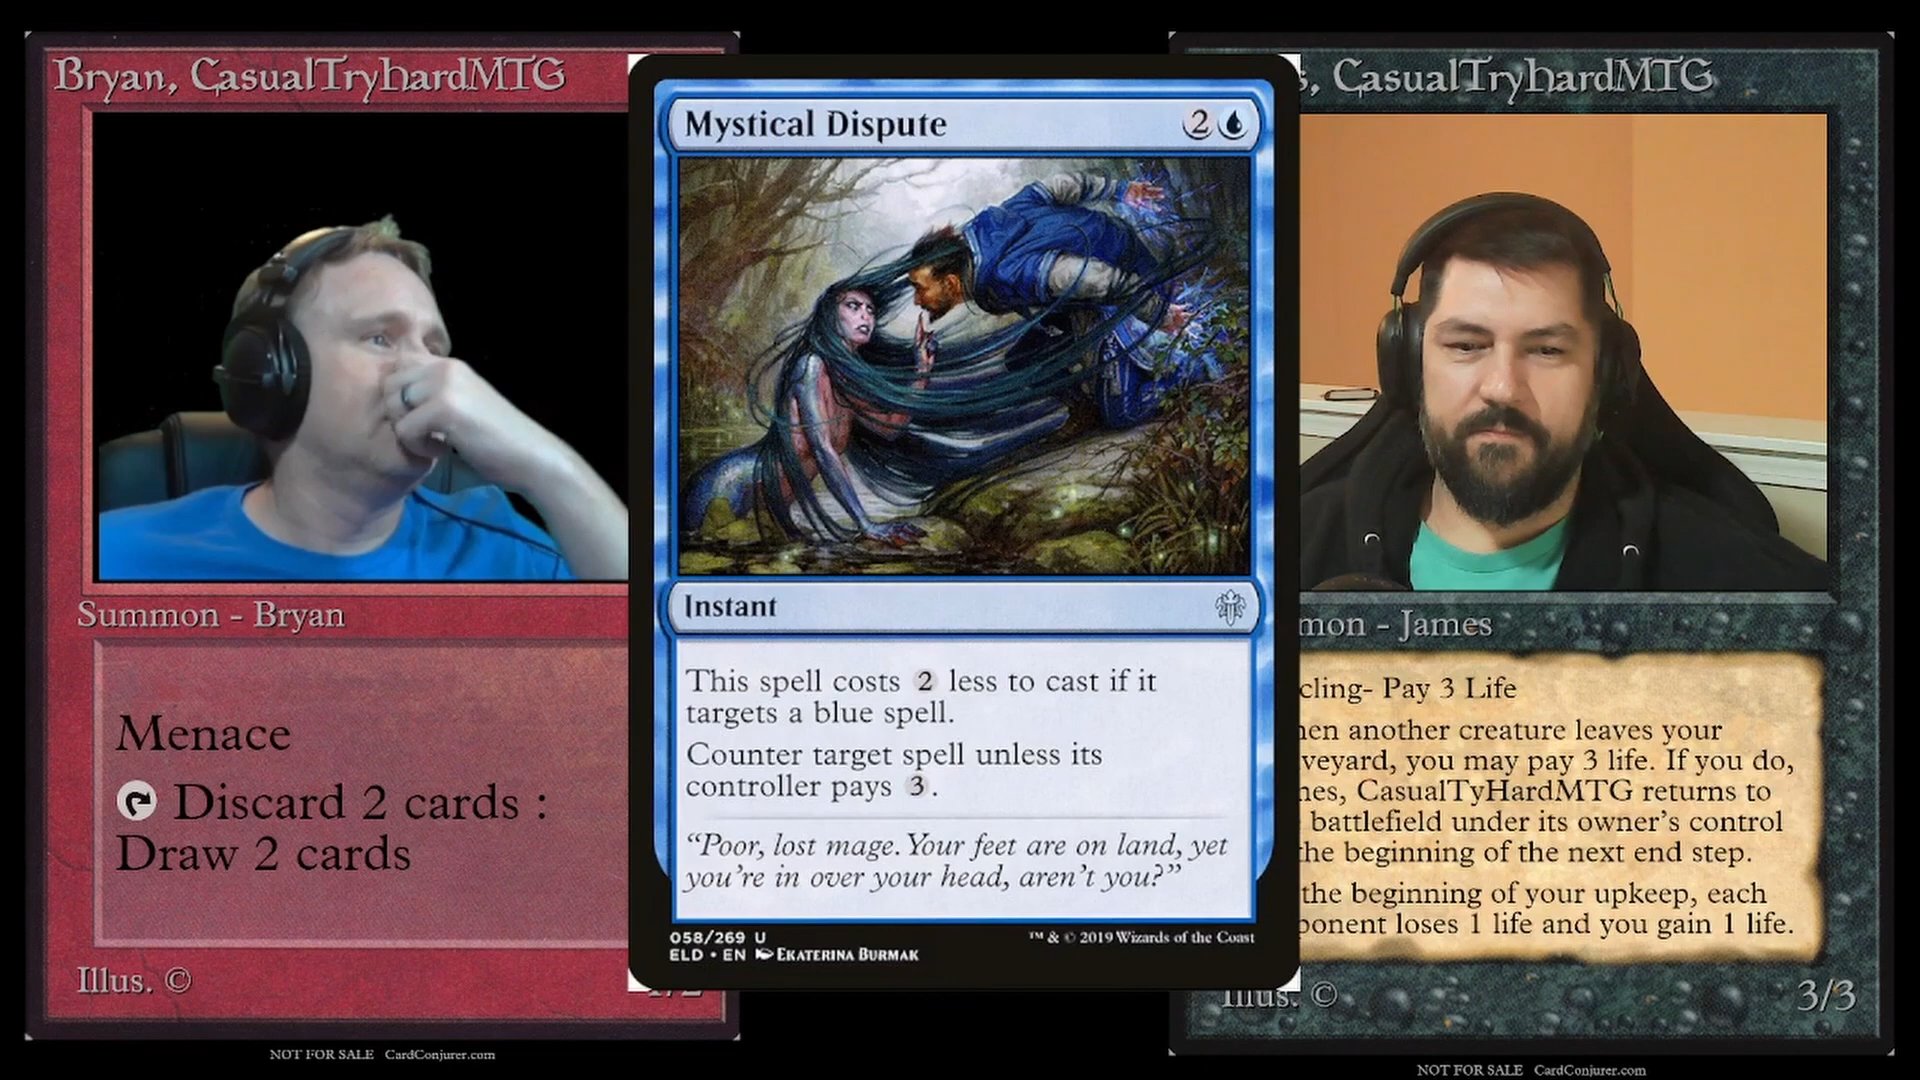 Bryan, CasualTryhardMTG
Summon - Bryan
Menace
Discard 2 cards :
Draw 2 cards
Illus. ©
1/2
NOT FOR SALE CardConjurer.com
Mystical Dispute
2
Instant
This spell costs 2 less to cast if it
targets a blue spell.
Counter target spell unless its
controller pays 3.
“Poor, lost mage. Your feet are on land, yet
you’re in over your head, aren’t you?”
058/269 U
ELD • EN EKATERINA BURMAK
™ & © 2019 Wizards of the Coast
s, CasualTryhardMTG
mon - James
cling- Pay 3 Life
en another creature leaves your
veyard, you may pay 3 life. If you do,
nes, CasualTyHardMTG returns to
battlefield under its owner’s control
the beginning of the next end step.
the beginning of your upkeep, each
ponent loses 1 life and you gain 1 life.
Illus. ©
3/3
NOT FOR SALE CardConjurer.com